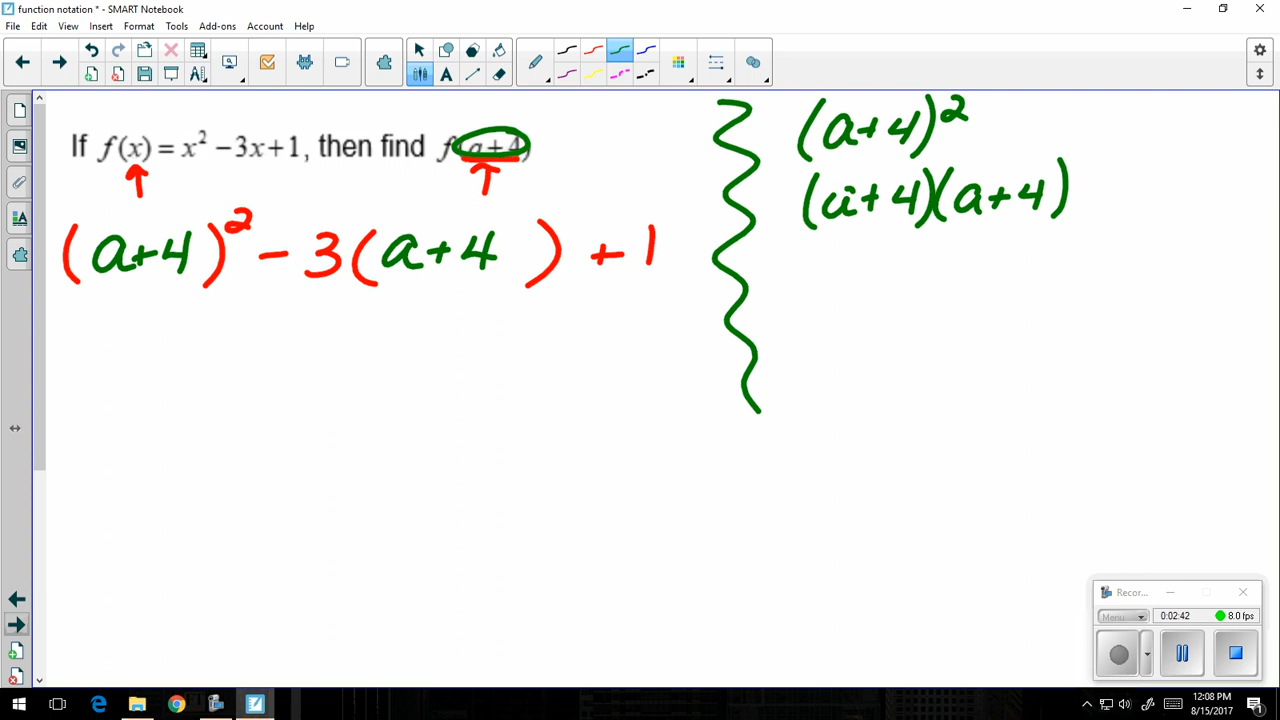 function notation * - SMART Notebook
File Edit View Insert Format Tools Add-ons Account Help
If f(x) = x² − 3x + 1, then find f(a + 4)
(a+4)² - 3(a+4) + 1
(a+4)²
(a+4)(a+4)
Recor...
Menu
0:02:42
8.0 fps
12:08 PM
8/15/2017